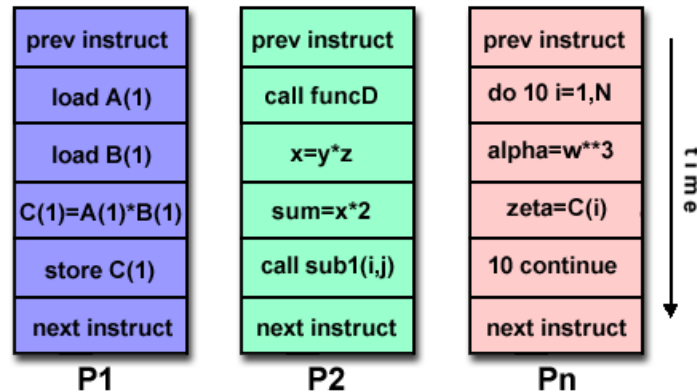 prev instruct
load A(1)
load B(1)
C(1)=A(1)*B(1)
store C(1)
next instruct
P1
prev instruct
call funcD
x=y*z
sum=x*2
call sub1(i,j)
next instruct
P2
prev instruct
do 10 i=1,N
alpha=w**3
zeta=C(i)
10 continue
next instruct
Pn
time